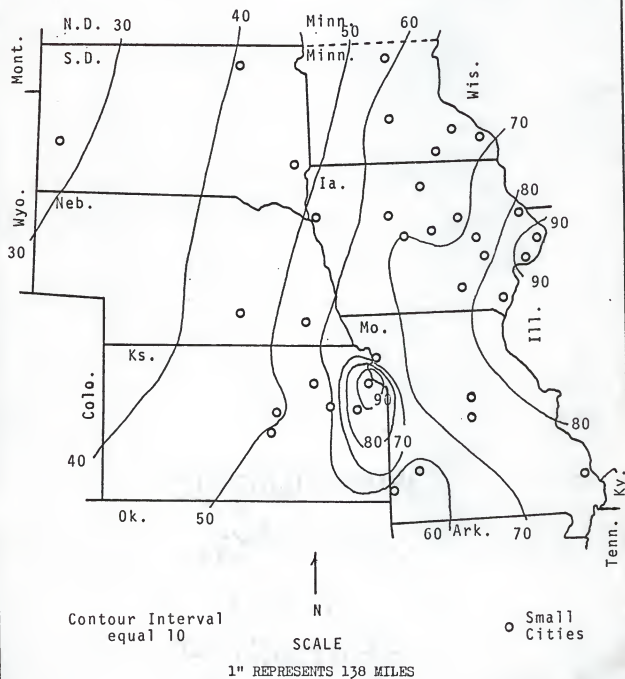 N.D.
30
40
Minn.
50
60
Mont.
S.D.
Minn.
Wis.
70
Ia.
80
Wyo.
Neb.
90
30
90
Mo.
Ill.
Ks.
Colo.
90
80
70
80
40
50
Ok.
60
Ark.
70
Tenn.
Ky.
N
Contour Interval
equal 10
Small
Cities
SCALE
1" REPRESENTS 138 MILES